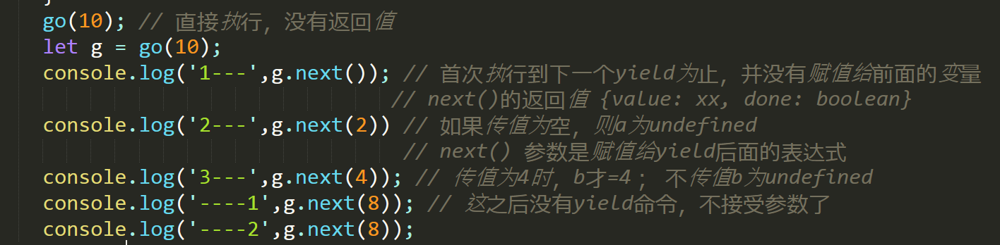 }
go(10); // 直接执行，没有返回值
let g = go(10);
console.log('1---',g.next()); // 首次执行到下一个yield为止，并没有赋值给前面的变量
// next()的返回值 {value: xx, done: boolean}
console.log('2---',g.next(2)) // 如果传值为空，则a为undefined
// next() 参数是赋值给yield后面的表达式
console.log('3---',g.next(4)); // 传值为4时，b才=4； 不传值b为undefined
console.log('----1',g.next(8)); // 这之后没有yield命令，不接受参数了
console.log('----2',g.next(8));